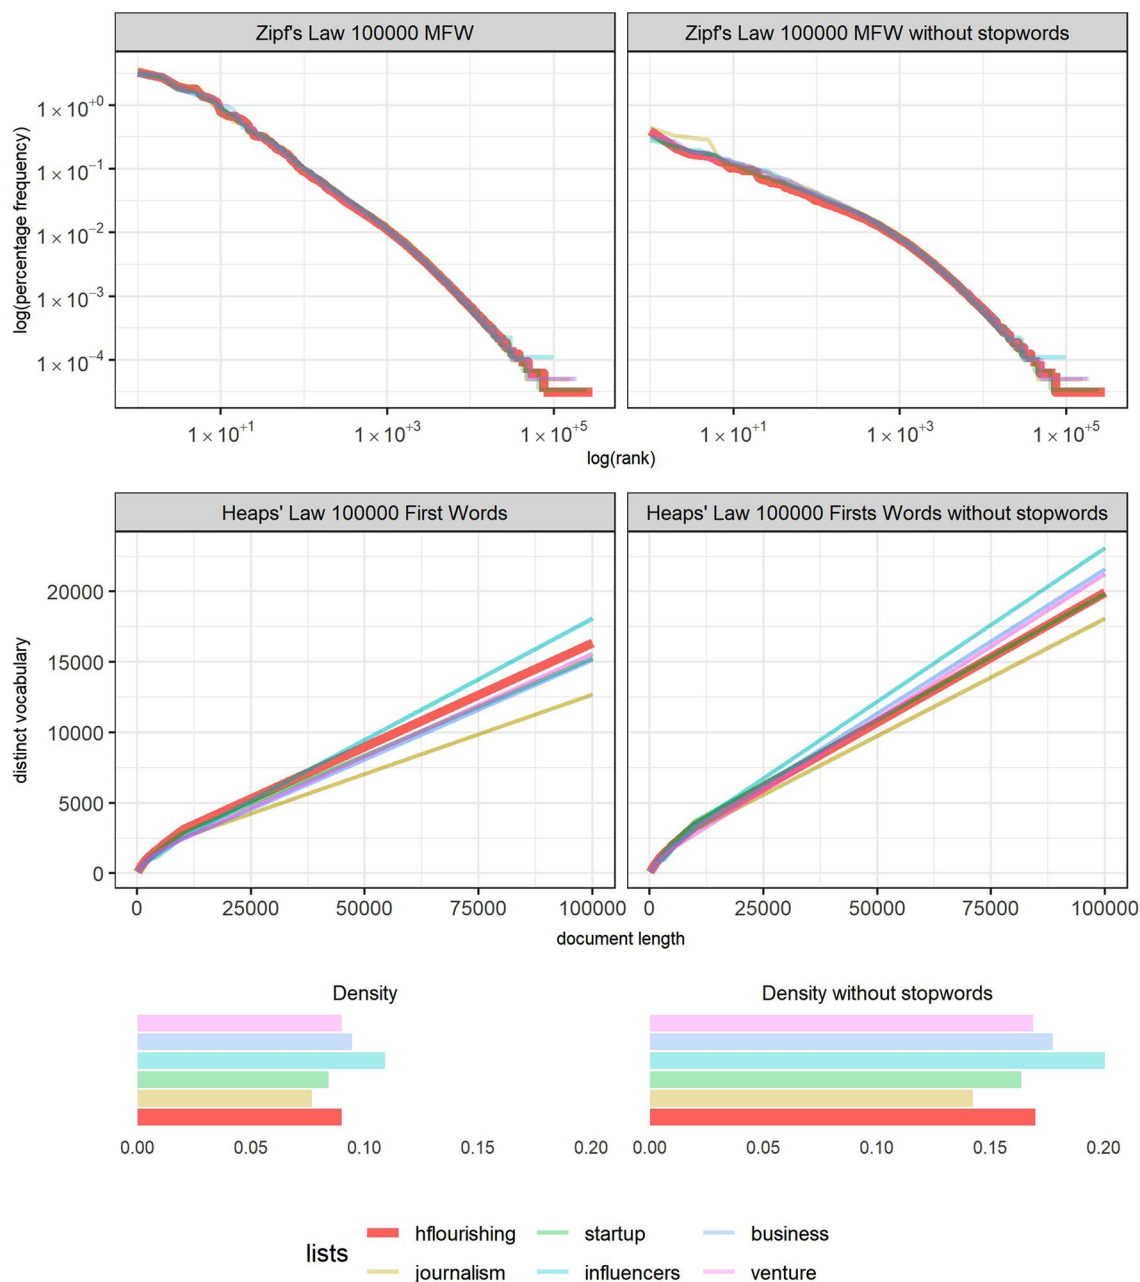 Zipf's Law 100000 MFW
Zipf's Law 100000 MFW without stopwords
log(percentage frequency)
1 × 10⁺⁰
1 × 10⁻¹
1 × 10⁻²
1 × 10⁻³
1 × 10⁻⁴
1 × 10⁺¹ 1 × 10⁺³ 1 × 10⁺⁵
1 × 10⁺¹ 1 × 10⁺³ 1 × 10⁺⁵
log(rank)
Heaps' Law 100000 First Words
Heaps' Law 100000 Firsts Words without stopwords
distinct vocabulary
20000
15000
10000
5000
0
0 25000 50000 75000 100000
0 25000 50000 75000 100000
document length
Density
Density without stopwords
0.00 0.05 0.10 0.15 0.20
0.00 0.05 0.10 0.15 0.20
lists
hflourishing startup business
journalism influencers venture